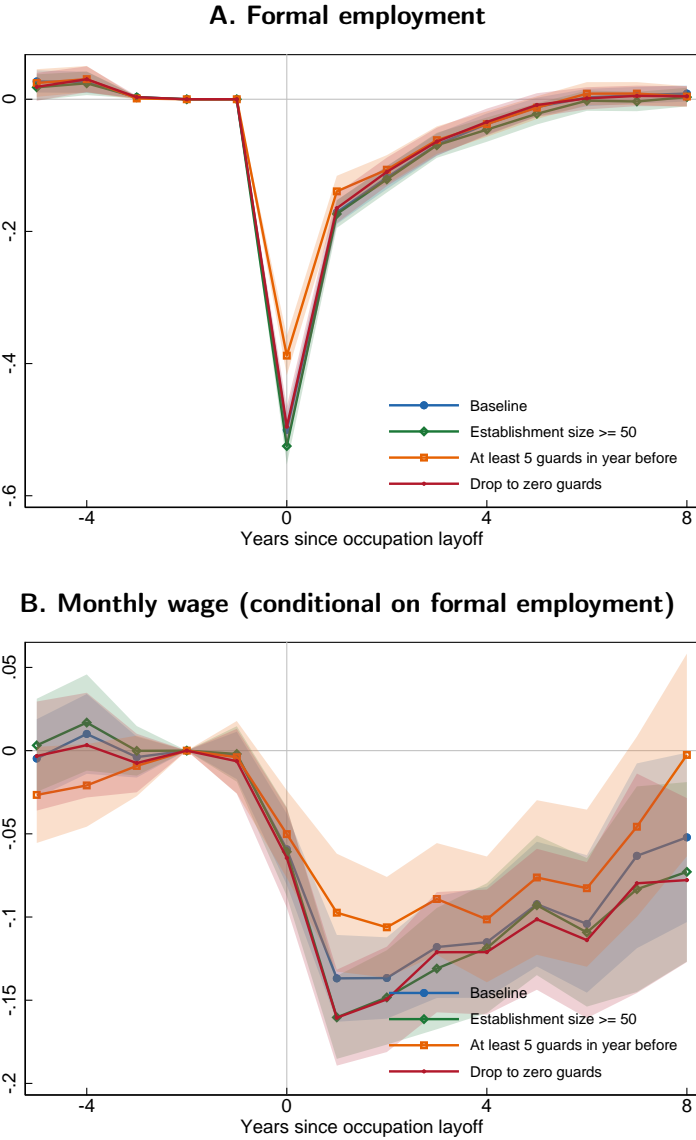 A. Formal employment
0
-.2
-.4
-.6
Baseline
Establishment size >= 50
At least 5 guards in year before
Drop to zero guards
-4 0 4 8
Years since occupation layoff
B. Monthly wage (conditional on formal employment)
.05
0
-.05
-.1
-.15
-.2
Baseline
Establishment size >= 50
At least 5 guards in year before
Drop to zero guards
-4 0 4 8
Years since occupation layoff